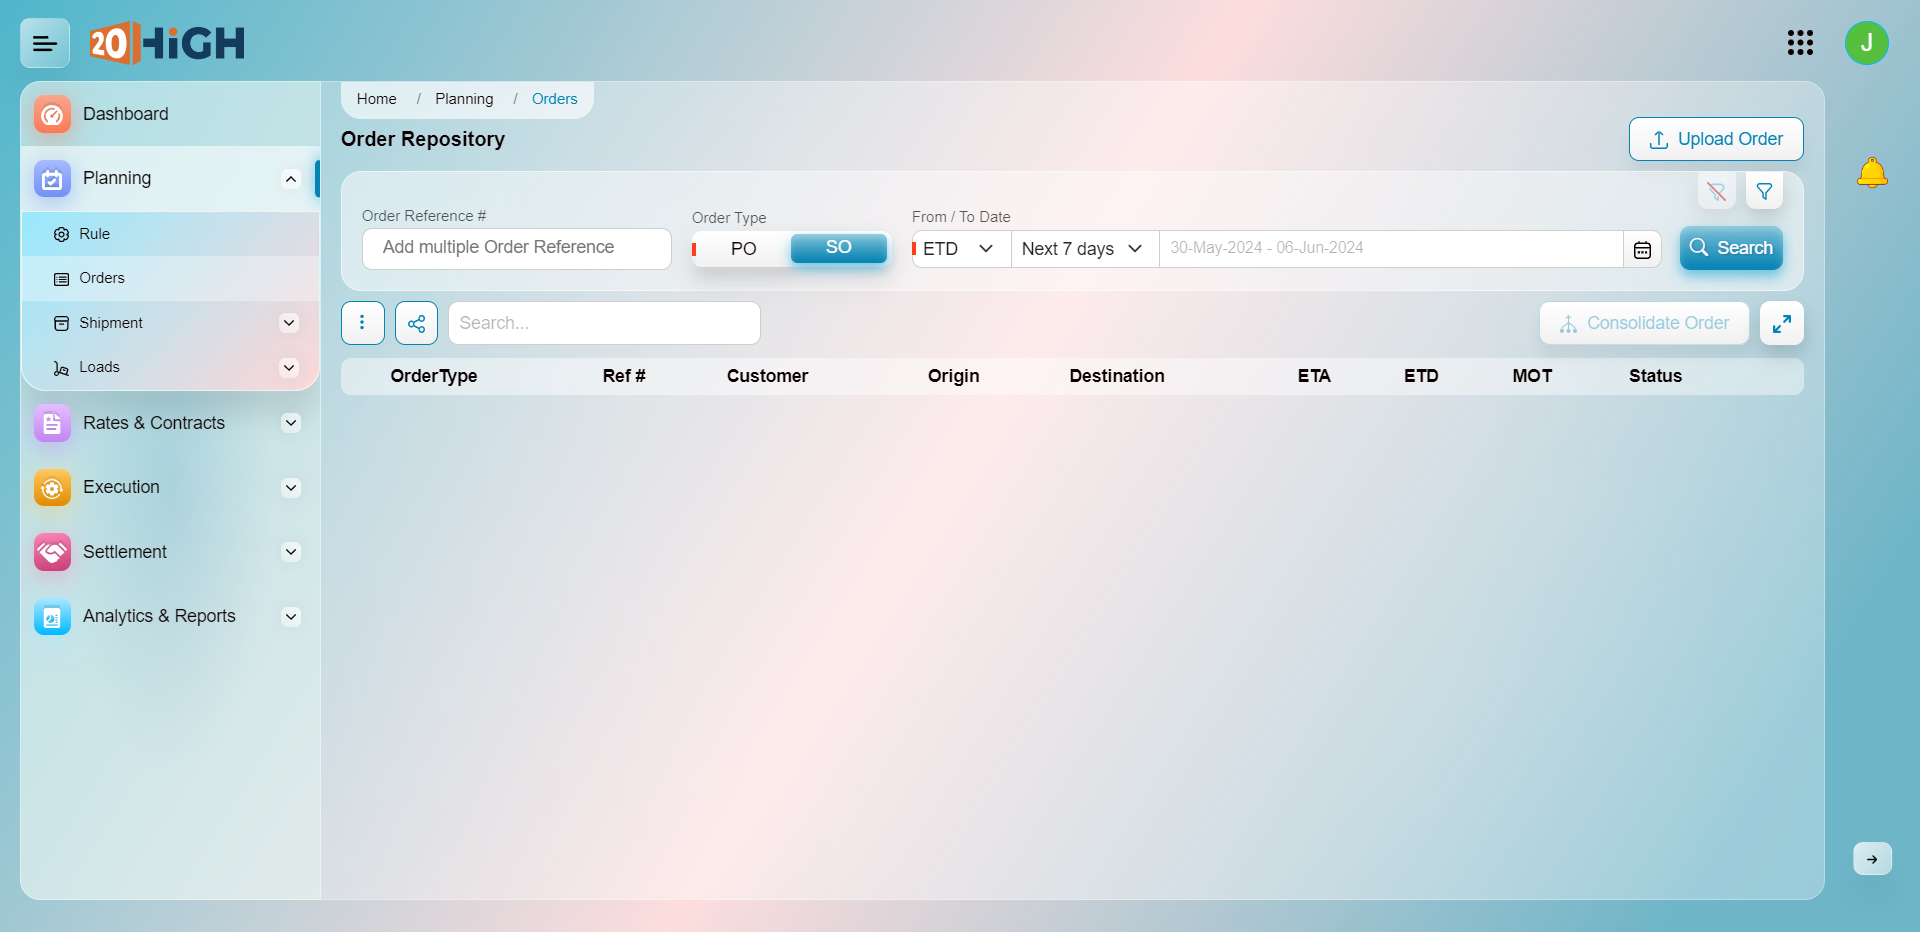 20HiGH
J
Dashboard
Planning
Rule
Orders
Shipment
Loads
Rates & Contracts
Execution
Settlement
Analytics & Reports
Home / Planning / Orders
Order Repository
Upload Order
Order Reference #
Add multiple Order Reference
Order Type
PO SO
From / To Date
ETD Next 7 days 30-May-2024 - 06-Jun-2024
Search
Search...
Consolidate Order
OrderType Ref # Customer Origin Destination ETA ETD MOT Status